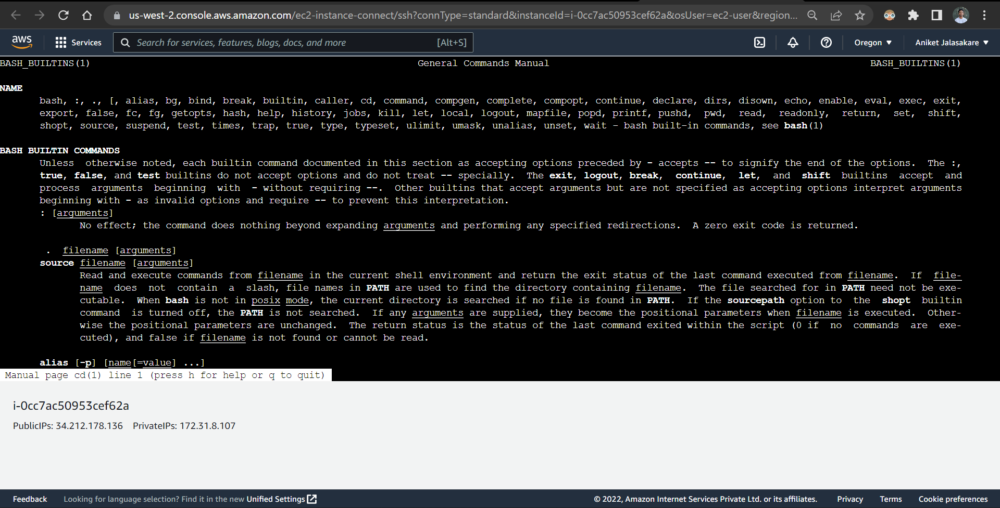 us-west-2.console.aws.amazon.com/ec2-instance-connect/ssh?connType=standard&instanceId=i-0cc7ac50953cef62a&osUser=ec2-user&region...
aws Services Search for services, features, blogs, docs, and more [Alt+S] Oregon ▼ Aniket Jalasakare ▼
BASH_BUILTINS(1) General Commands Manual BASH_BUILTINS(1)
NAME
bash, :, ., [, alias, bg, bind, break, builtin, caller, cd, command, compgen, complete, compopt, continue, declare, dirs, disown, echo, enable, eval, exec, exit,
export, false, fc, fg, getopts, hash, help, history, jobs, kill, let, local, logout, mapfile, popd, printf, pushd, pwd, read, readonly, return, set, shift,
shopt, source, suspend, test, times, trap, true, type, typeset, ulimit, umask, unalias, unset, wait - bash built-in commands, see bash(1)
BASH BUILTIN COMMANDS
Unless otherwise noted, each builtin command documented in this section as accepting options preceded by - accepts -- to signify the end of the options. The :,
true, false, and test builtins do not accept options and do not treat -- specially. The exit, logout, break, continue, let, and shift builtins accept and
process arguments beginning with - without requiring --. Other builtins that accept arguments but are not specified as accepting options interpret arguments
beginning with - as invalid options and require -- to prevent this interpretation.
: [arguments]
No effect; the command does nothing beyond expanding arguments and performing any specified redirections. A zero exit code is returned.
. filename [arguments]
source filename [arguments]
Read and execute commands from filename in the current shell environment and return the exit status of the last command executed from filename. If file-
name does not contain a slash, file names in PATH are used to find the directory containing filename. The file searched for in PATH need not be exe-
cutable. When bash is not in posix mode, the current directory is searched if no file is found in PATH. If the sourcepath option to the shopt builtin
command is turned off, the PATH is not searched. If any arguments are supplied, they become the positional parameters when filename is executed. Other-
wise the positional parameters are unchanged. The return status is the status of the last command exited within the script (0 if no commands are exe-
cuted), and false if filename is not found or cannot be read.
alias [-p] [name[=value] ...]
Manual page cd(1) line 1 (press h for help or q to quit)
i-0cc7ac50953cef62a
PublicIPs: 34.212.178.136 PrivateIPs: 172.31.8.107
Feedback Looking for language selection? Find it in the new Unified Settings © 2022, Amazon Internet Services Private Ltd. or its affiliates. Privacy Terms Cookie preferences